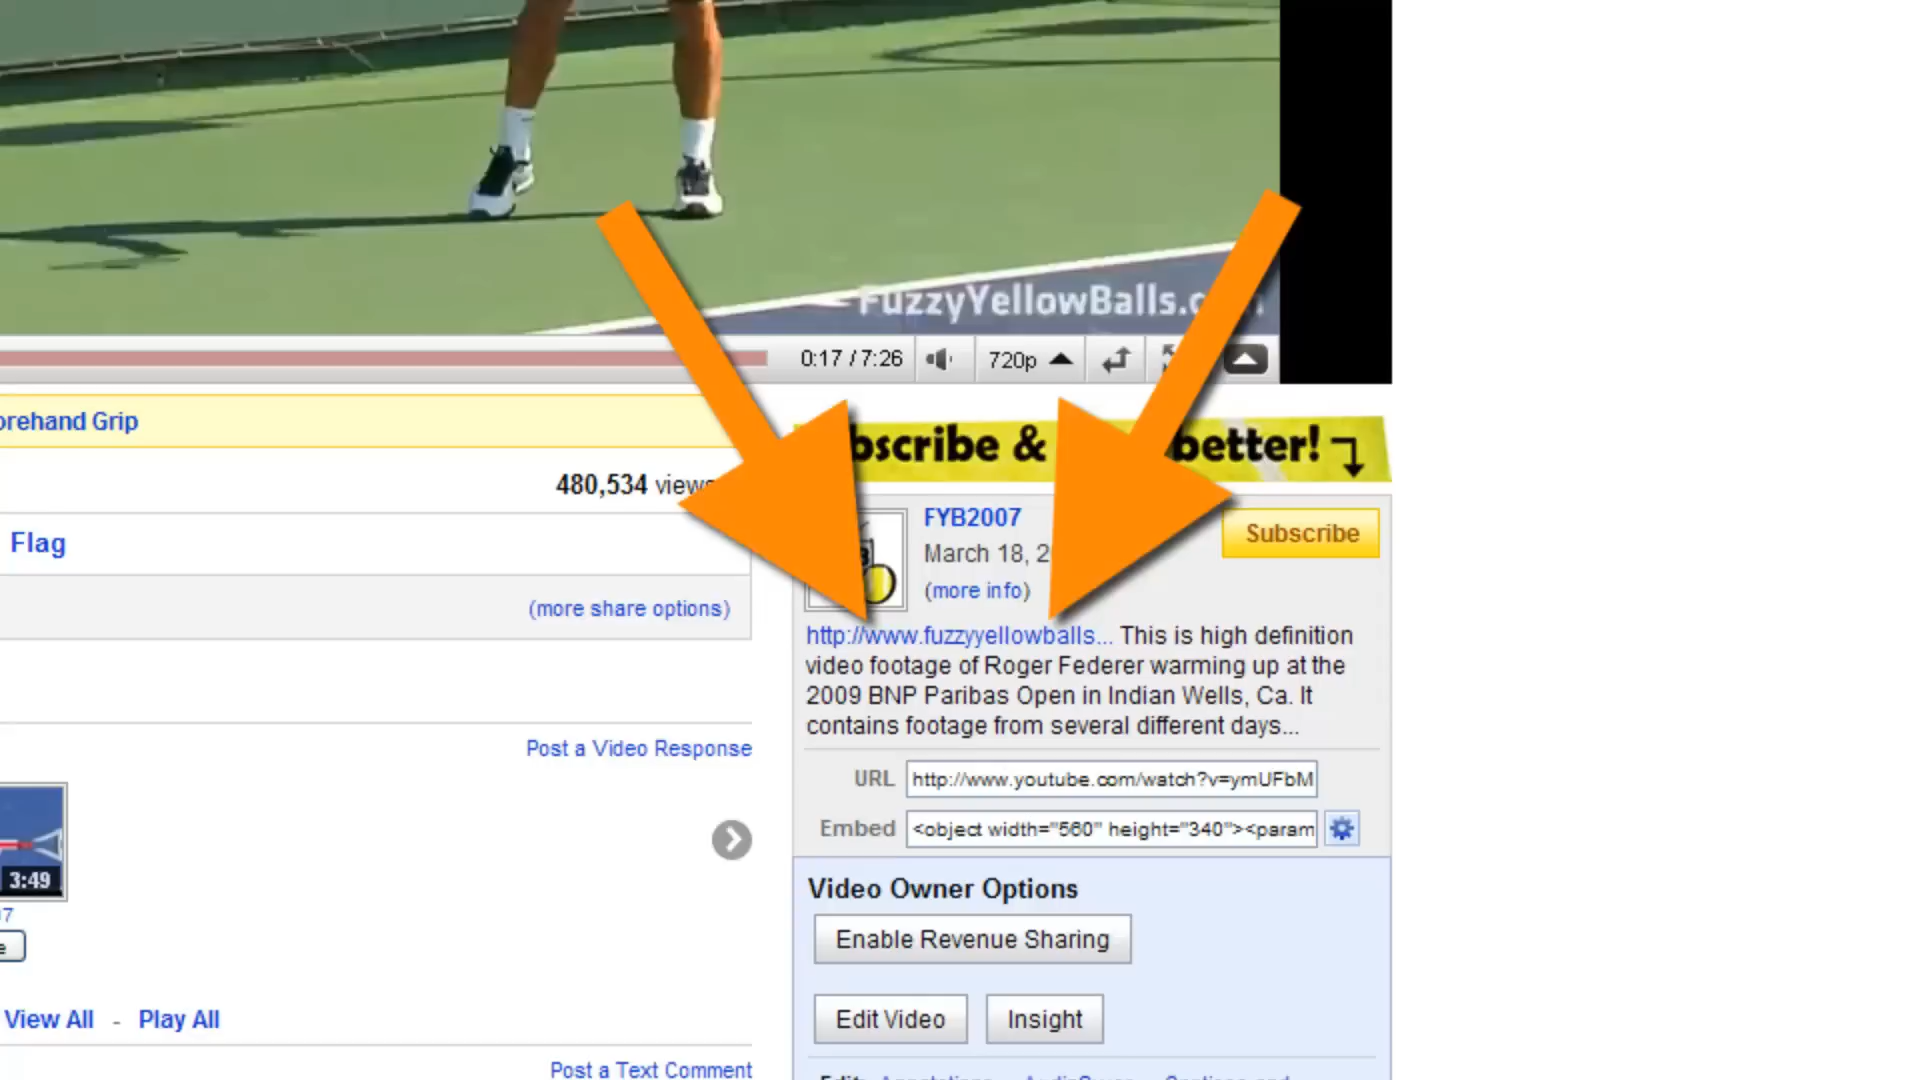 FuzzyYellowBalls.c
0:17 / 7:26
720p
orehand Grip
bscribe & better!
480,534 views
FYB2007
Subscribe
Flag
March 18, 2
(more info)
(more share options)
http://www.fuzzyyellowballs... This is high definition
video footage of Roger Federer warming up at the
2009 BNP Paribas Open in Indian Wells, Ca. It
contains footage from several different days...
Post a Video Response
URL http://www.youtube.com/watch?v=ymUFbM
Embed <object width="560" height="340"><param
3:49
Video Owner Options
7
Enable Revenue Sharing
e
View All - Play All
Edit Video Insight
Post a Text Comment